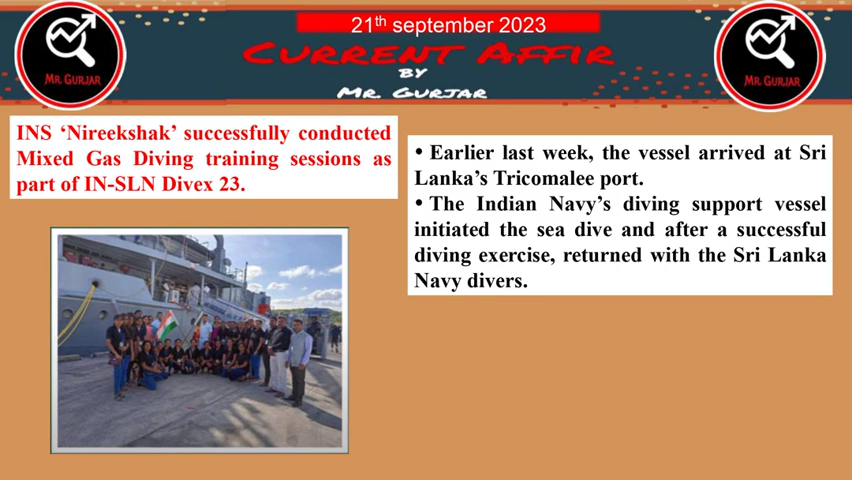 21th september 2023
CURRENT AFFIR
BY
MR. GURJAR
MR. GURJAR
MR. GURJAR
INS ‘Nireekshak’ successfully conducted
Mixed Gas Diving training sessions as
part of IN-SLN Divex 23.
• Earlier last week, the vessel arrived at Sri
Lanka’s Tricomalee port.
• The Indian Navy’s diving support vessel
initiated the sea dive and after a successful
diving exercise, returned with the Sri Lanka
Navy divers.